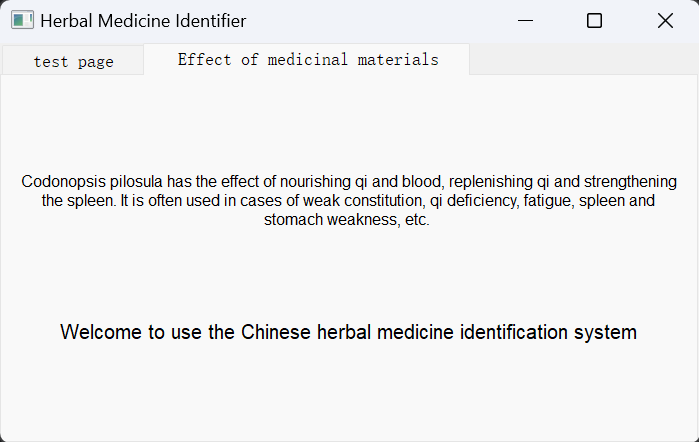 Herbal Medicine Identifier
test page
Effect of medicinal materials
Codonopsis pilosula has the effect of nourishing qi and blood, replenishing qi and strengthening
the spleen. It is often used in cases of weak constitution, qi deficiency, fatigue, spleen and
stomach weakness, etc.
Welcome to use the Chinese herbal medicine identification system